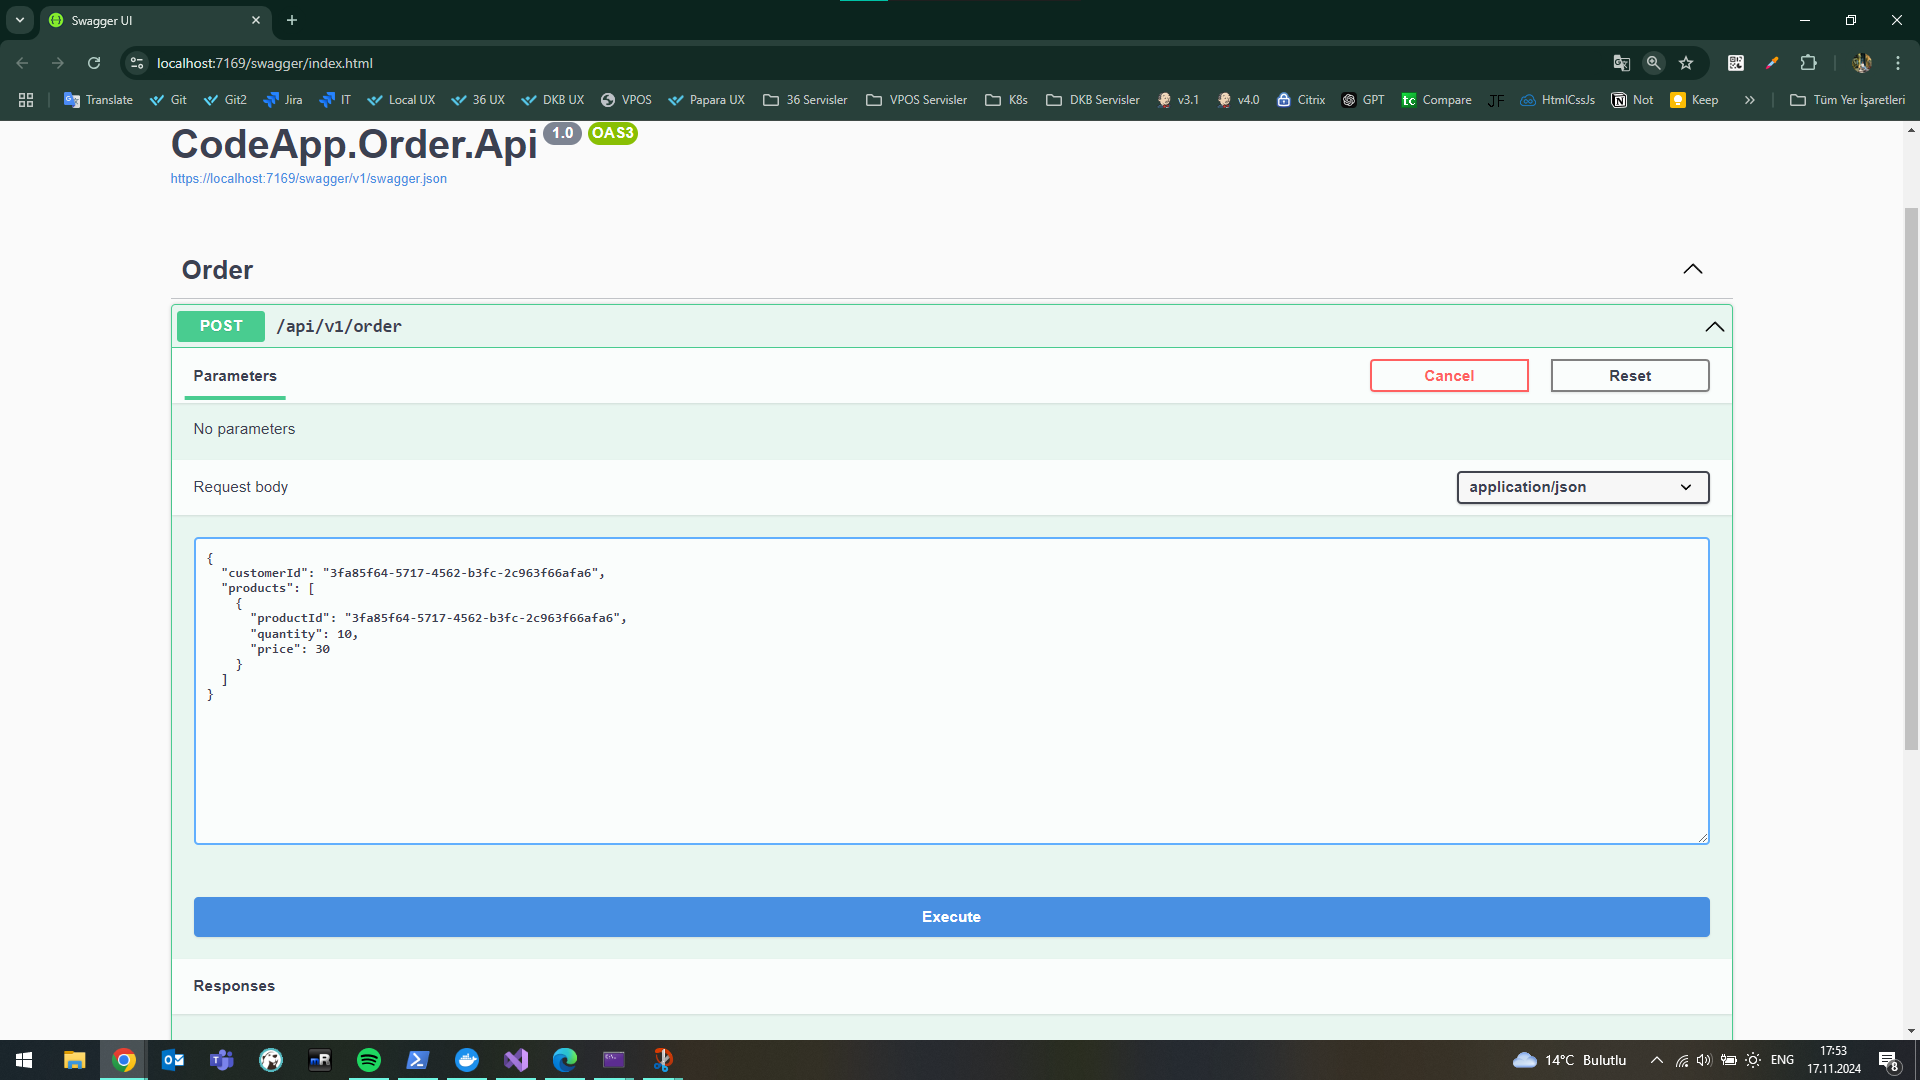 Swagger UI
localhost:7169/swagger/index.html
Translate Git Git2 Jira IT Local UX 36 UX DKB UX VPOS Papara UX 36 Servisler VPOS Servisler K8s DKB Servisler v3.1 v4.0 Citrix GPT tc Compare JF HtmlCssJs Not Keep » Tüm Yer İşaretleri
CodeApp.Order.Api 1.0 OAS3
https://localhost:7169/swagger/v1/swagger.json
Order
POST /api/v1/order
Parameters Cancel Reset
No parameters
Request body application/json
{
"customerId": "3fa85f64-5717-4562-b3fc-2c963f66afa6",
"products": [
{
"productId": "3fa85f64-5717-4562-b3fc-2c963f66afa6",
"quantity": 10,
"price": 30
}
]
}
Execute
Responses
mR 14°C Bulutlu ENG 17:53
17.11.2024 8